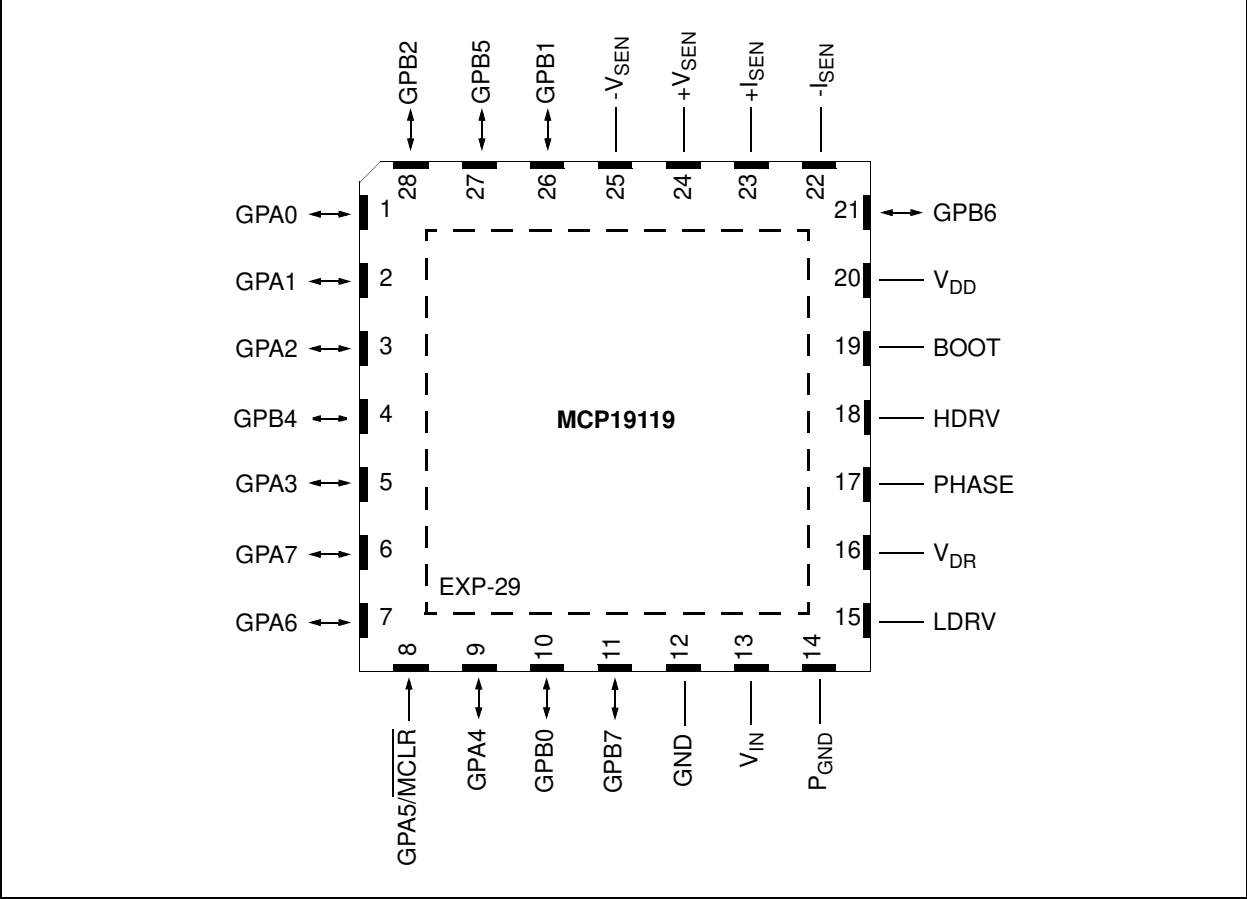 GPB2
GPB5
GPB1
-VSEN
+VSEN
+ISEN
-ISEN
28
27
26
25
24
23
22
GPA0 1
21 GPB6
GPA1 2
20 VDD
GPA2 3
19 BOOT
GPB4 4
MCP19119
18 HDRV
GPA3 5
17 PHASE
GPA7 6
16 VDR
EXP-29
GPA6 7
15 LDRV
8
9
10
11
12
13
14
GPA5/MCLR
GPA4
GPB0
GPB7
GND
VIN
PGND